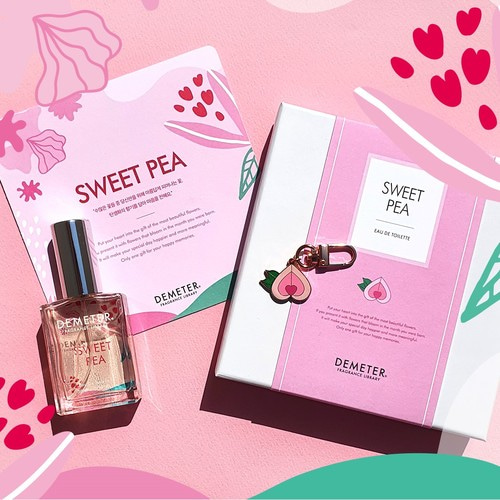 SWEET PEA
Put your heart into the gift of the most beautiful flowers.
If you present it with flowers that bloom in the month you were born.
It will make your special day happier and more meaningful.
Only one gift for your happy memories.
DEMETER®
FRAGRANCE LIBRARY
DEMETER
FRAGRANCE LIBRARY
SWEET
PEA
SWEET
PEA
EAU DE TOILETTE
Put your heart into the gift of the most beautiful flowers.
If you present it with flowers that bloom in the month you were born.
It will make your special day happier and more meaningful.
Only one gift for your happy memories.
DEMETER®
FRAGRANCE LIBRARY